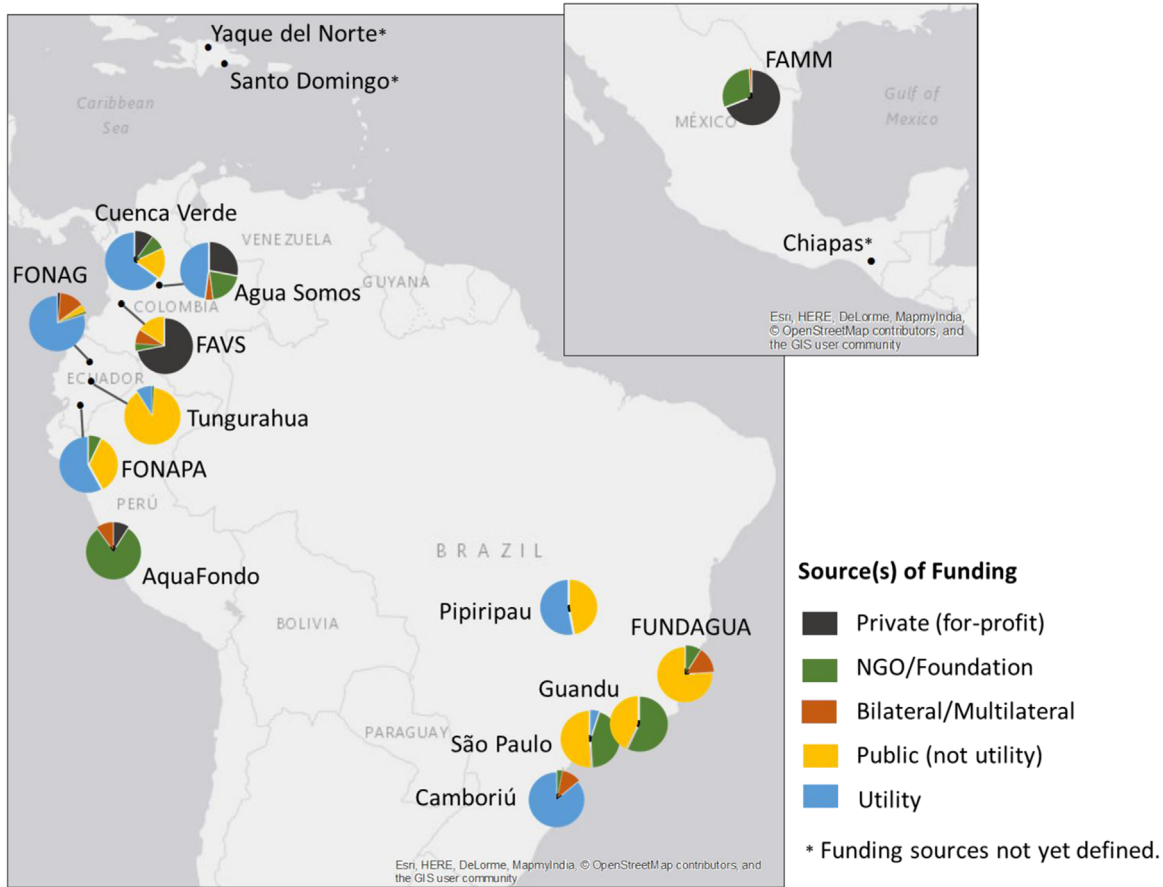 Yaque del Norte*
Santo Domingo*
Caribbean
Sea
FAMM
MÉXICO
Gulf of
Mexico
Chiapas*
Esri, HERE, DeLorme, MapmyIndia,
© OpenStreetMap contributors, and
the GIS user community
Cuenca Verde
VENEZUELA
FONAG
Agua Somos
GUYANA
COLOMBIA
FAVS
ECUADOR
Tungurahua
FONAPA
PERÚ
AquaFondo
BRAZIL
Pipiripau
BOLIVIA
FUNDAGUA
Guandu
PARAGUAY
São Paulo
Camboriú
Esri, HERE, DeLorme, MapmyIndia, © OpenStreetMap contributors, and
the GIS user community
Source(s) of Funding
Private (for-profit)
NGO/Foundation
Bilateral/Multilateral
Public (not utility)
Utility
* Funding sources not yet defined.